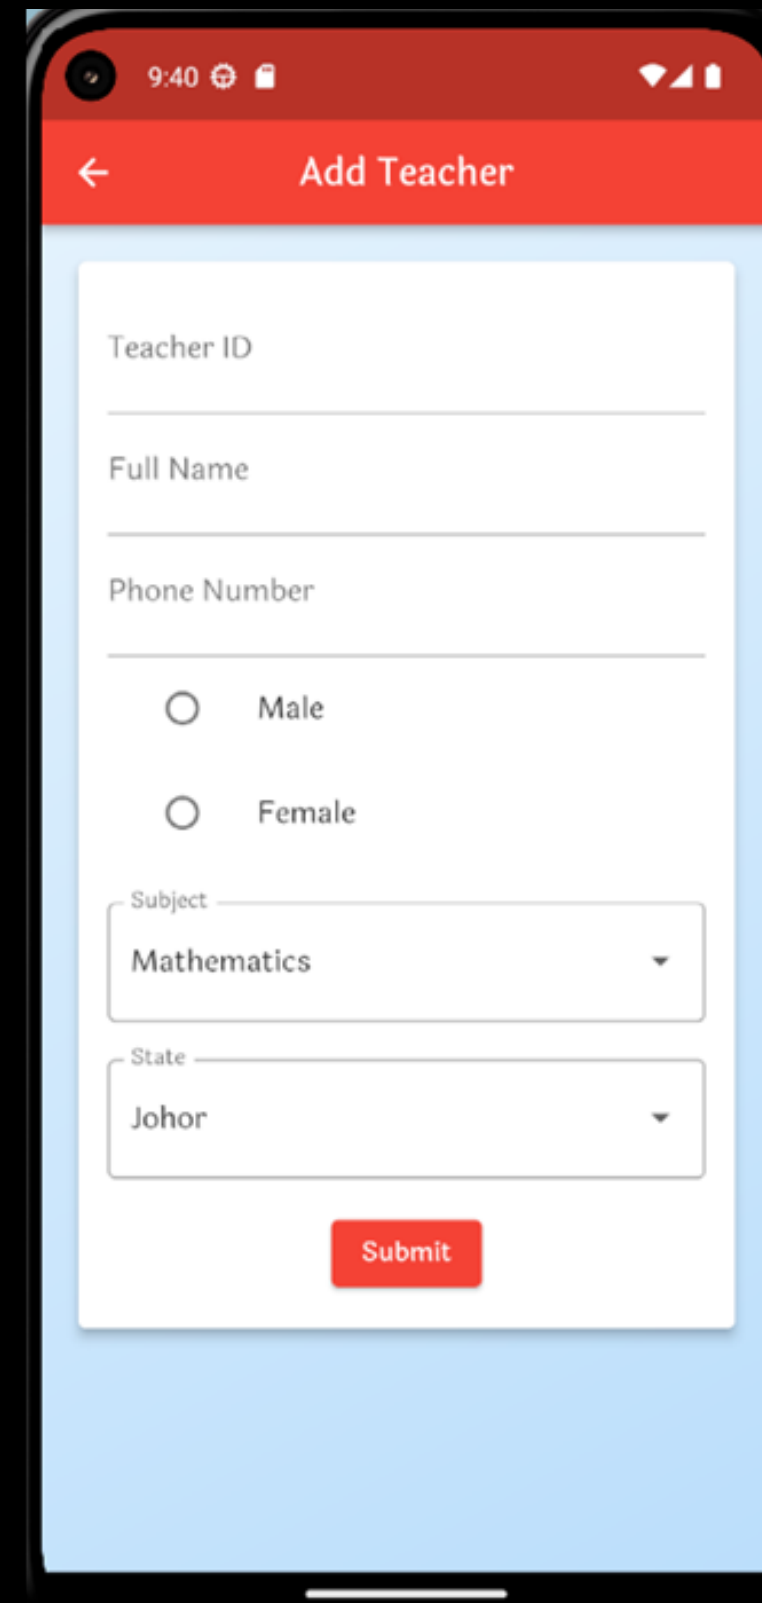 9:40
Add Teacher
Teacher ID
Full Name
Phone Number
Male
Female
Subject
Mathematics
State
Johor
Submit